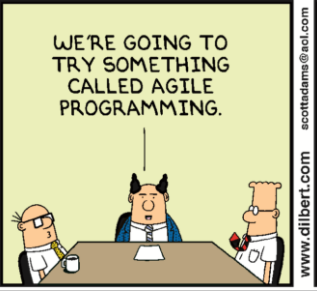 WE'RE GOING TO
TRY SOMETHING
CALLED AGILE
PROGRAMMING.
www.dilbert.com
scottadams@aol.com